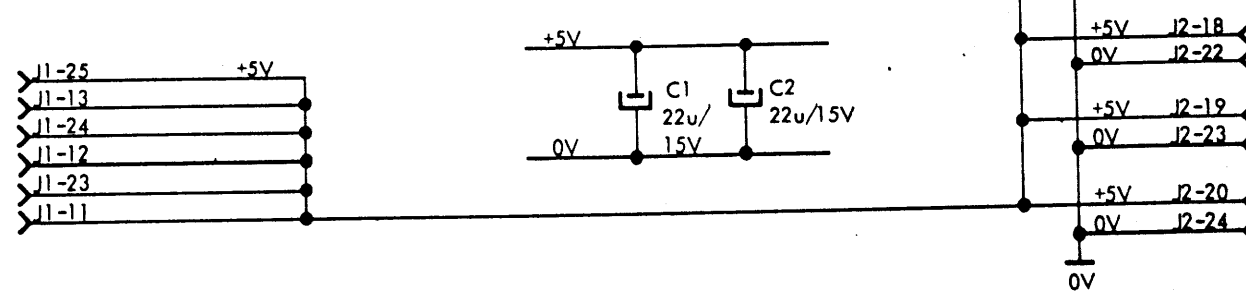 J1-25 +5V
J1-13
J1-24
J1-12
J1-23
J1-11
+5V
C1
22u/
15V
C2
22u/15V
0V
+5V J2-18
0V J2-22
+5V J2-19
0V J2-23
+5V J2-20
0V J2-24
0V